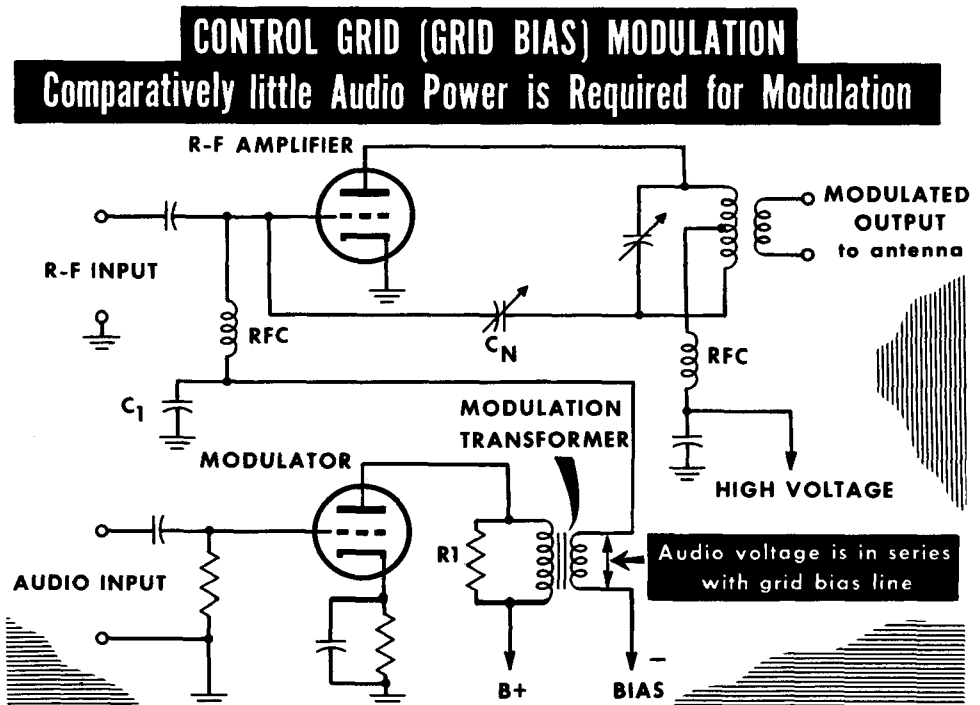 CONTROL GRID (GRID BIAS) MODULATION
Comparatively little Audio Power is Required for Modulation
R-F AMPLIFIER
MODULATED
OUTPUT
to antenna
R-F INPUT
RFC
CN
RFC
C1
MODULATION
TRANSFORMER
MODULATOR
HIGH VOLTAGE
R1
Audio voltage is in series
with grid bias line
AUDIO INPUT
B+
−
BIAS